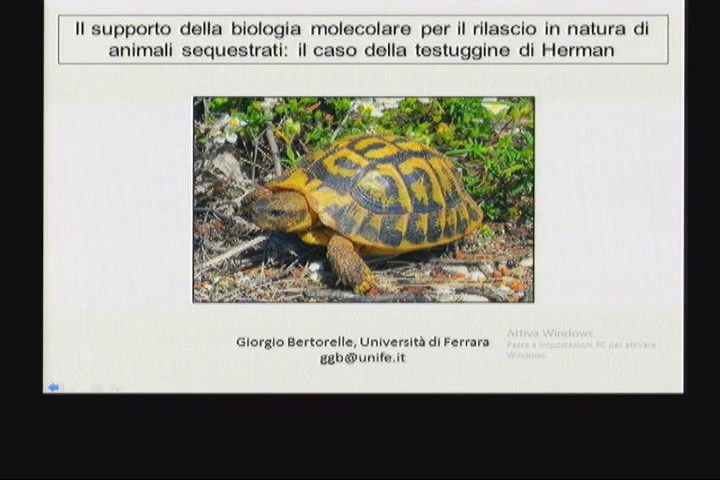 Il supporto della biologia molecolare per il rilascio in natura di
animali sequestrati: il caso della testuggine di Herman
Giorgio Bertorelle, Università di Ferrara
ggb@unife.it
Attiva Windows
Passa a Impostazioni PC per attivare
Windows.